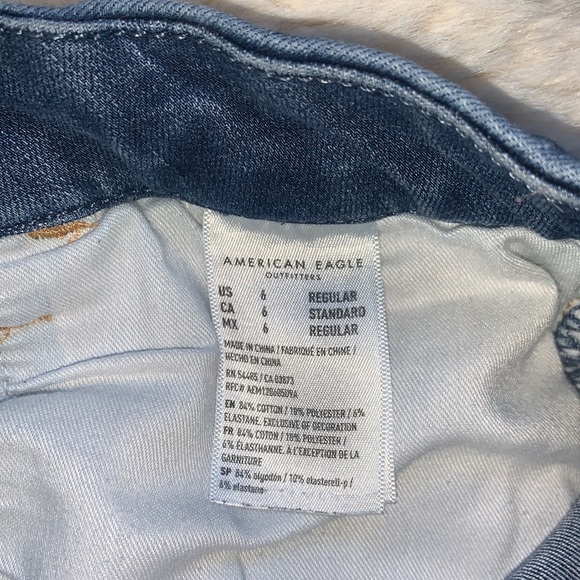 AMERICAN EAGLE
OUTFITTERS
US 6 REGULAR
CA 6 STANDARD
MX 6 REGULAR
MADE IN CHINA / FABRIQUÉ EN CHINE /
HECHO EN CHINA
RN 54485 / CA 03873
RFC# AEM120605U9A
EN 84% COTTON / 10% POLYESTER / 6%
ELASTANE. EXCLUSIVE OF DECORATION
FR 84% COTON / 10% POLYESTER /
6% ÉLASTHANNE. À L'EXCEPTION DE LA
GARNITURE
SP 84% algodón / 10% elasterell-p /
6% elastano